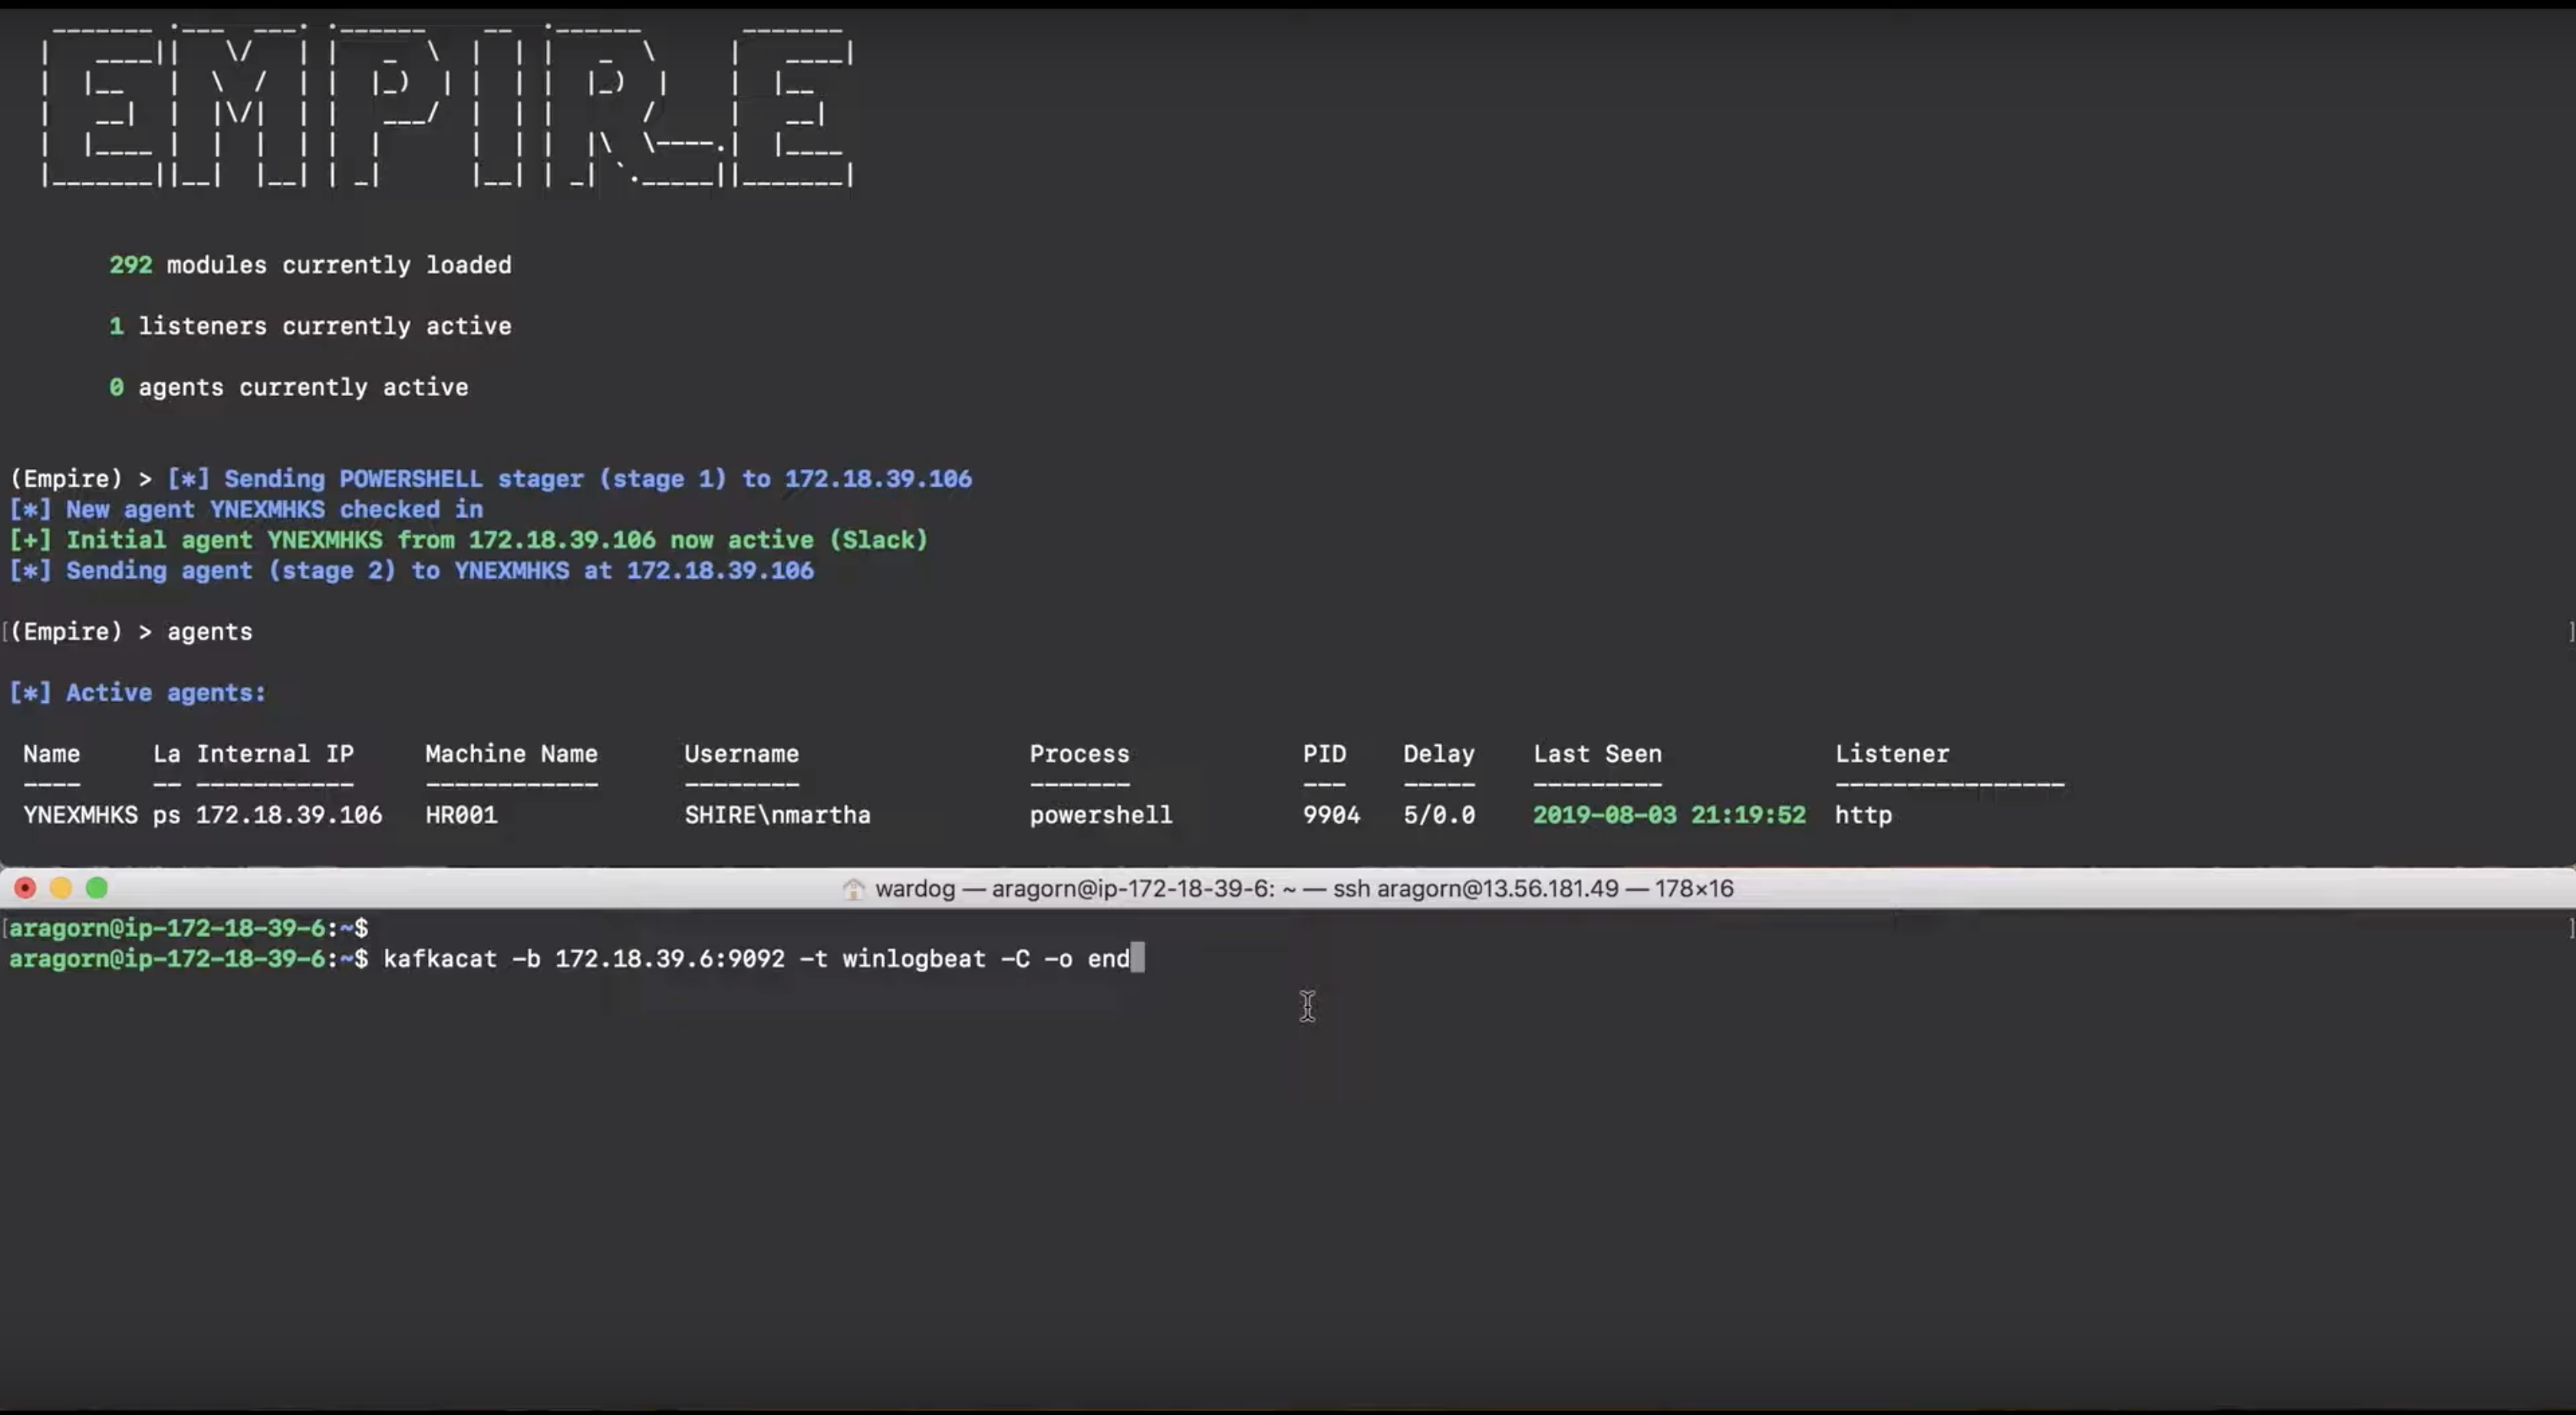 EMPIRE
292 modules currently loaded
1 listeners currently active
0 agents currently active
(Empire) > [*] Sending POWERSHELL stager (stage 1) to 172.18.39.106
[*] New agent YNEXMHKS checked in
[+] Initial agent YNEXMHKS from 172.18.39.106 now active (Slack)
[*] Sending agent (stage 2) to YNEXMHKS at 172.18.39.106
[(Empire) > agents ]
[*] Active agents:
Name La Internal IP Machine Name Username Process PID Delay Last Seen Listener
---- -- ----------- ------------ -------- ------- --- ----- --------- ----------------
YNEXMHKS ps 172.18.39.106 HR001 SHIRE\nmartha powershell 9904 5/0.0 2019-08-03 21:19:52 http
wardog — aragorn@ip-172-18-39-6: ~ — ssh aragorn@13.56.181.49 — 178×16
[aragorn@ip-172-18-39-6:~$ ]
aragorn@ip-172-18-39-6:~$ kafkacat -b 172.18.39.6:9092 -t winlogbeat -C -o end